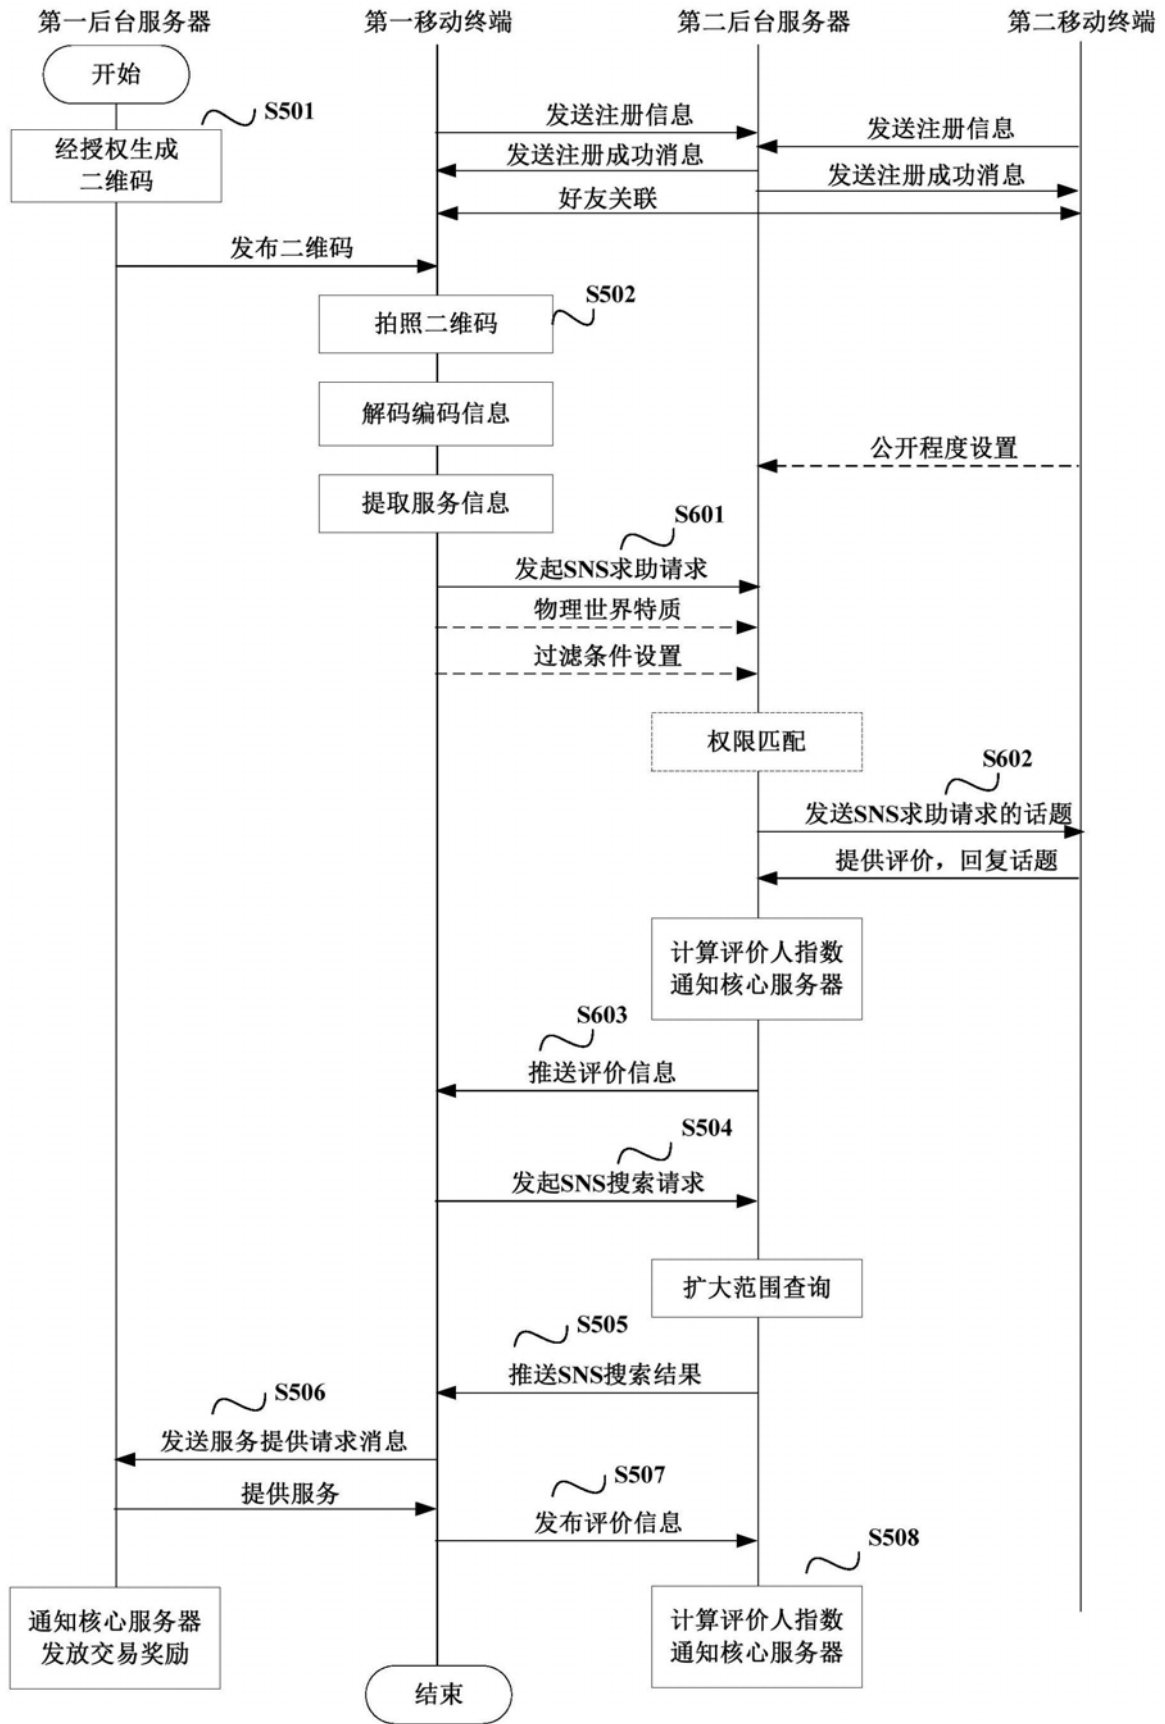 第一后台服务器
第一移动终端
第二后台服务器
第二移动终端
开始
S501
经授权生成
二维码
发送注册信息
发送注册信息
发送注册成功消息
发送注册成功消息
好友关联
发布二维码
S502
拍照二维码
解码编码信息
公开程度设置
提取服务信息
S601
发起SNS求助请求
物理世界特质
过滤条件设置
权限匹配
S602
发送SNS求助请求的话题
提供评价，回复话题
计算评价人指数
通知核心服务器
S603
推送评价信息
S504
发起SNS搜索请求
扩大范围查询
S505
推送SNS搜索结果
S506
发送服务提供请求消息
提供服务
S507
发布评价信息
S508
通知核心服务器
发放交易奖励
计算评价人指数
通知核心服务器
结束